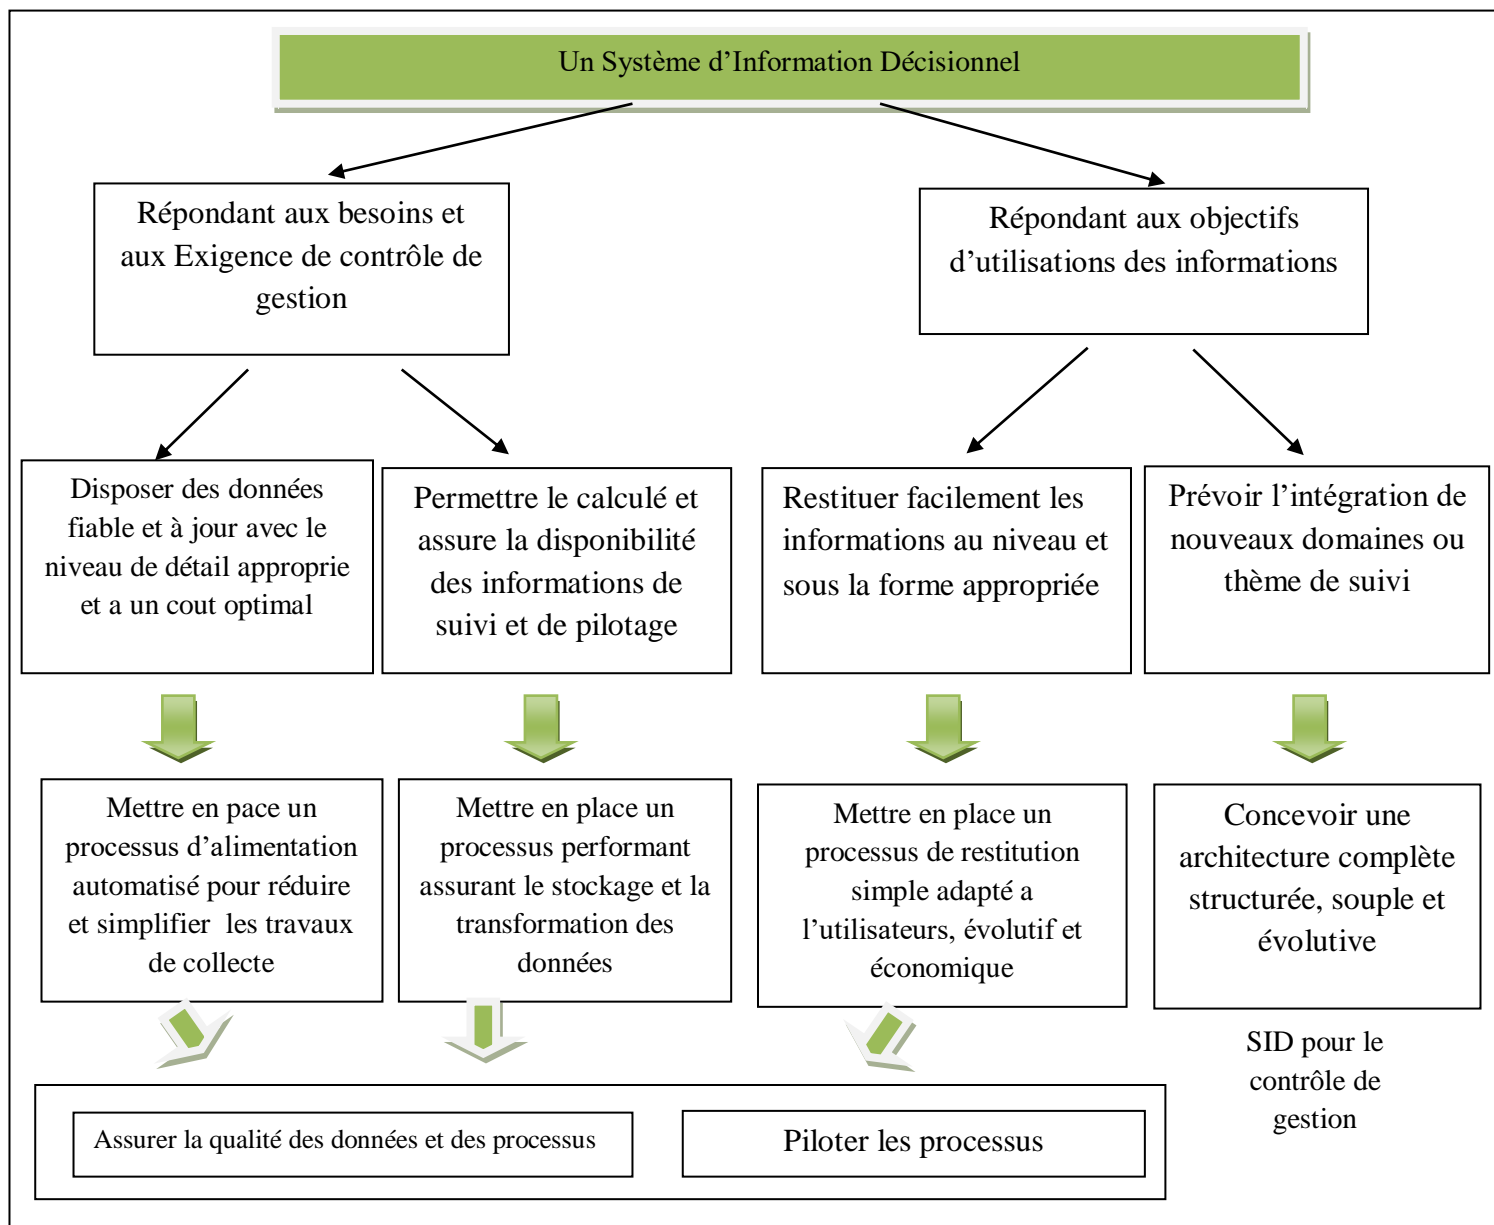 Un Système d’Information Décisionnel
Répondant aux besoins et
aux Exigence de contrôle de
gestion
Répondant aux objectifs
d’utilisations des informations
Disposer des données
fiable et à jour avec le
niveau de détail approprie
et a un cout optimal
Permettre le calculé et
assure la disponibilité
des informations de
suivi et de pilotage
Restituer facilement les
informations au niveau et
sous la forme appropriée
Prévoir l’intégration de
nouveaux domaines ou
thème de suivi
Mettre en pace un
processus d’alimentation
automatisé pour réduire
et simplifier les travaux
de collecte
Mettre en place un
processus performant
assurant le stockage et la
transformation des
données
Mettre en place un
processus de restitution
simple adapté a
l’utilisateurs, évolutif et
économique
Concevoir une
architecture complète
structurée, souple et
évolutive
SID pour le
contrôle de
gestion
Assurer la qualité des données et des processus
Piloter les processus